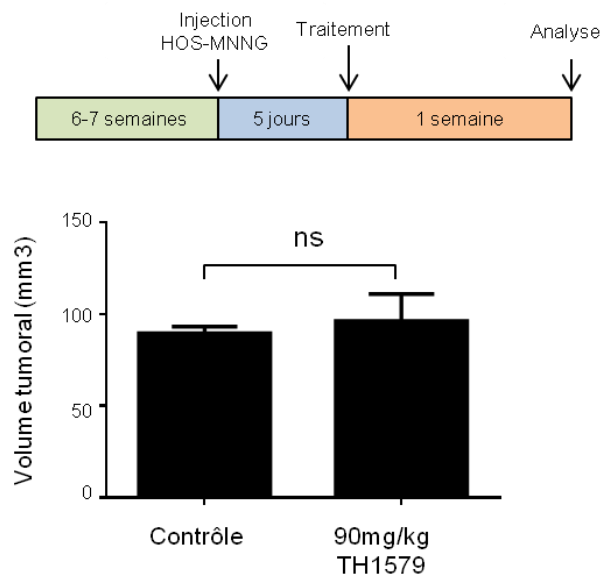 Injection
HOS-MNNG
Traitement
Analyse
6-7 semaines
5 jours
1 semaine
Volume tumoral (mm3)
150
100
50
0
ns
Contrôle
90mg/kg
TH1579